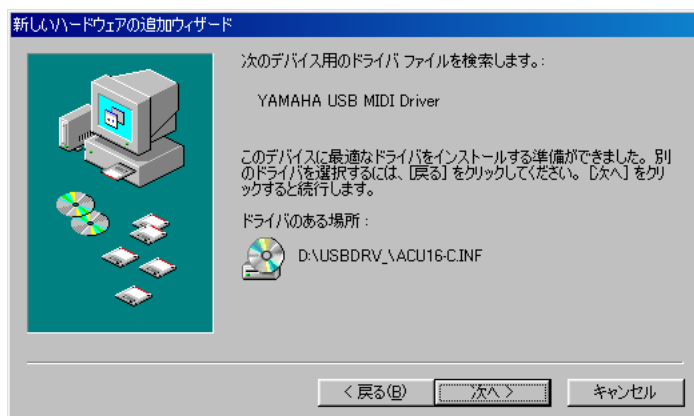 新しいハードウェアの追加ウィザード
次のデバイス用のドライバ ファイルを検索します。:
YAMAHA USB MIDI Driver
このデバイスに最適なドライバをインストールする準備ができました。別
のドライバを選択するには、[戻る] をクリックしてください。[次へ] をクリ
ックすると続行します。
ドライバのある場所 :
D:\USBDRV_\ACU16-C.INF
< 戻る(B)
次へ >
キャンセル